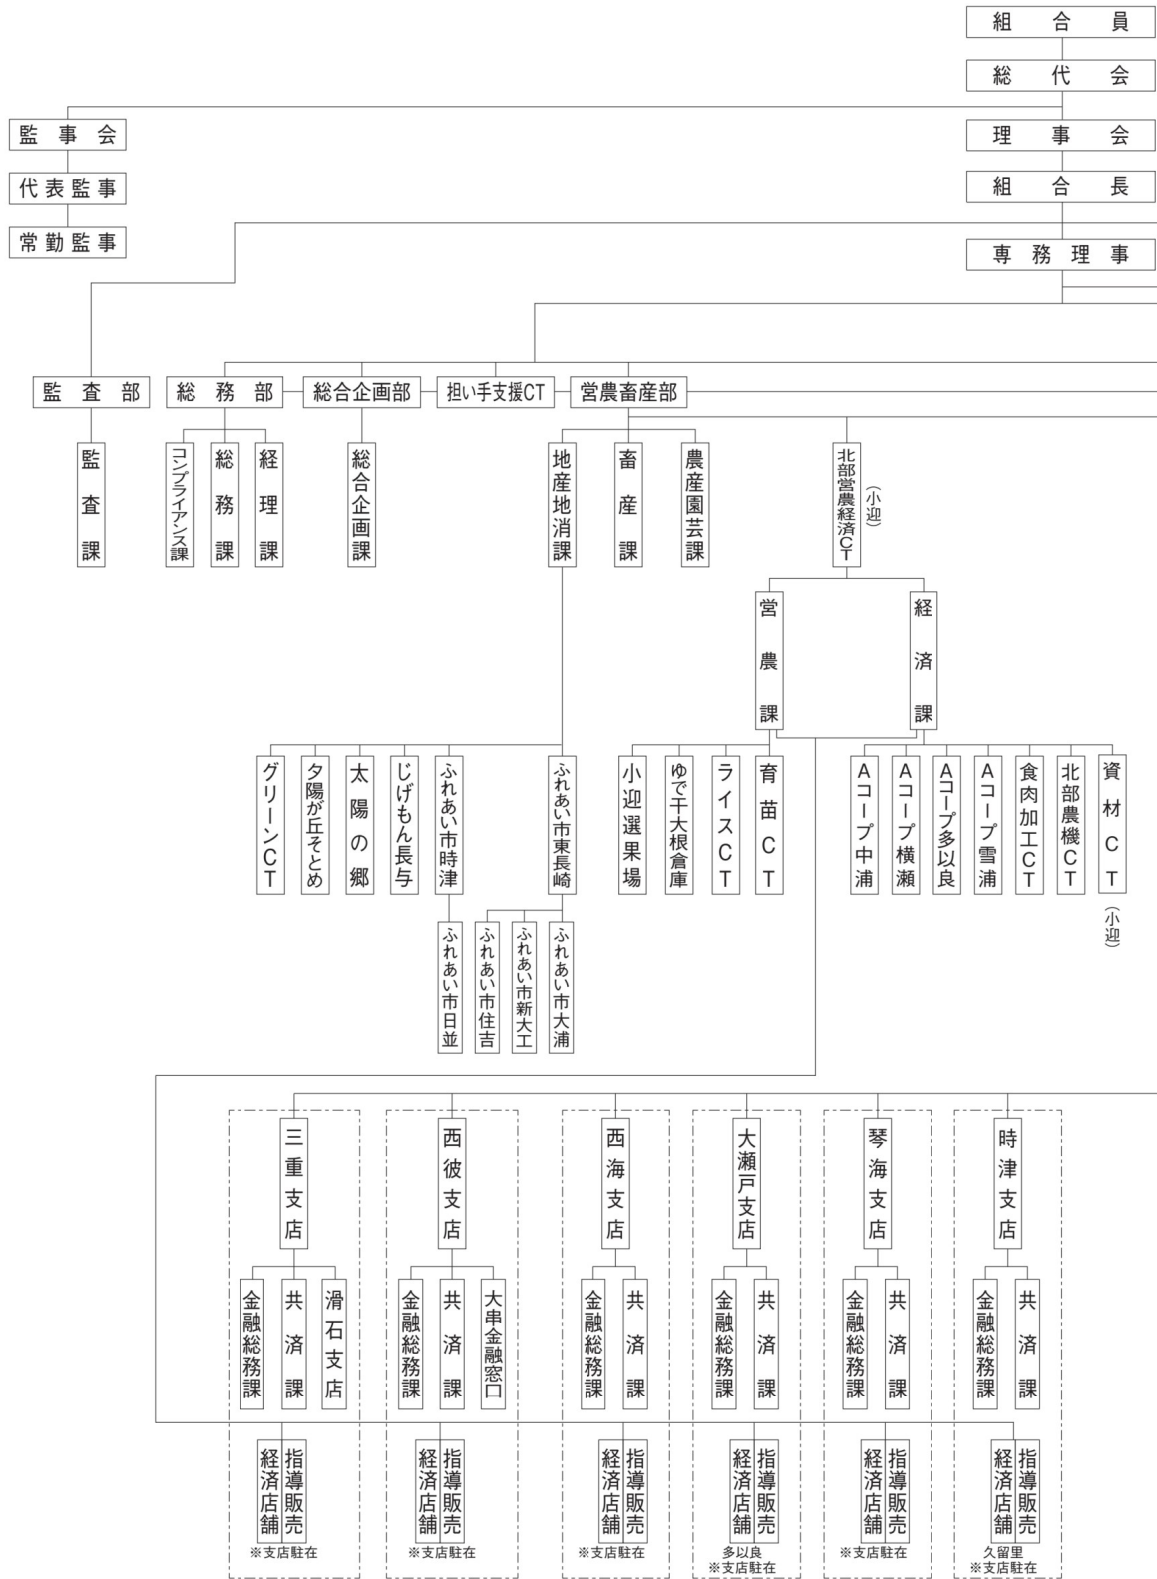 組合員
総代会
監事会
理事会
代表監事
組合長
常勤監事
専務理事
監査部
総務部
総合企画部
担い手支援CT
営農畜産部
監査課
コンプライアンス課
総務課
経理課
総合企画課
地産地消課
畜産課
農産園芸課
北部営農経済CT
(小迎)
営農課
経済課
グリーンCT
夕陽が丘そとめ
太陽の郷
じげもん長与
ふれあい市時津
ふれあい市東長崎
小迎選果場
ゆで干大根倉庫
ライスCT
育苗CT
Aコープ中浦
Aコープ横瀬
Aコープ多以良
Aコープ雪浦
食肉加工CT
北部農機CT
資材CT
(小迎)
ふれあい市日並
ふれあい市住吉
ふれあい市新大工
ふれあい市大浦
三重支店
西彼支店
西海支店
大瀬戸支店
琴海支店
時津支店
金融総務課
共済課
滑石支店
金融総務課
共済課
大串金融窓口
金融総務課
共済課
金融総務課
共済課
金融総務課
共済課
金融総務課
共済課
経済店舗
指導販売
※支店駐在
経済店舗
指導販売
※支店駐在
経済店舗
指導販売
※支店駐在
経済店舗
指導販売
多以良
※支店駐在
経済店舗
指導販売
※支店駐在
経済店舗
指導販売
久留里
※支店駐在